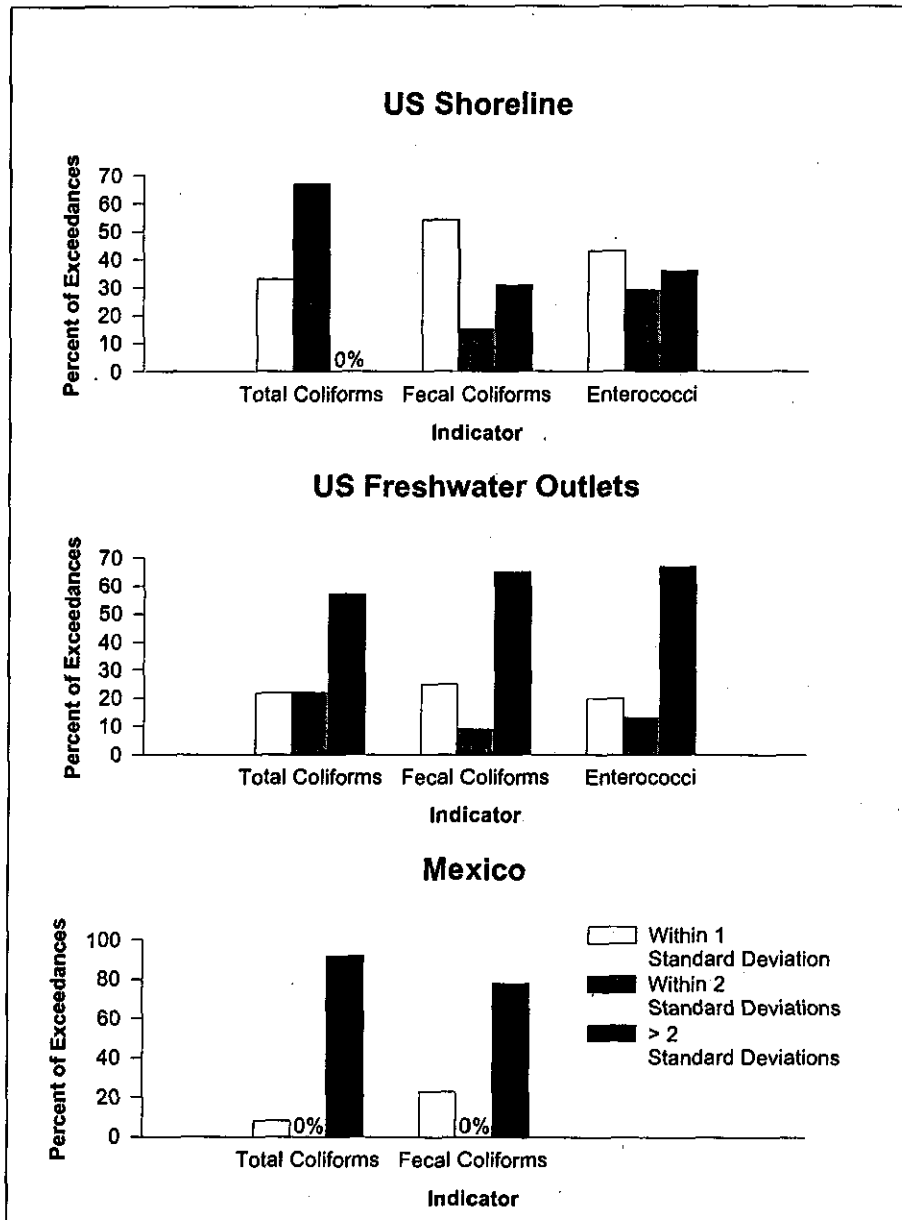 US Shoreline
Percent of Exceedances
70
60
50
40
30
20
10
0
0%
Total Coliforms
Fecal Coliforms
Enterococci
Indicator
US Freshwater Outlets
Percent of Exceedances
70
60
50
40
30
20
10
0
Total Coliforms
Fecal Coliforms
Enterococci
Indicator
Mexico
Percent of Exceedances
100
80
60
40
20
0
0%
0%
Total Coliforms
Fecal Coliforms
Indicator
Within 1
Standard Deviation
Within 2
Standard Deviations
> 2
Standard Deviations